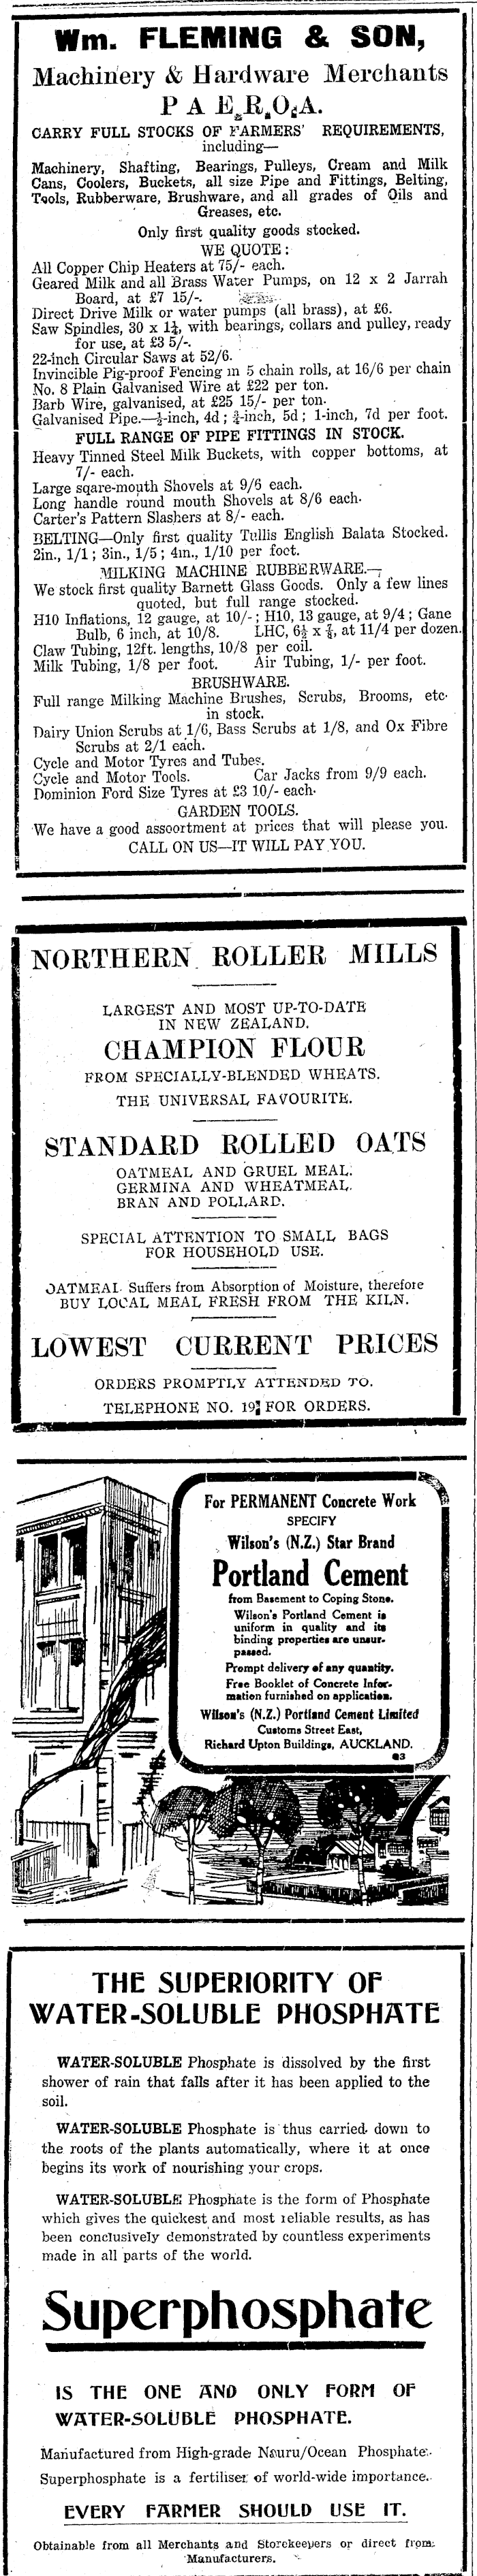 Wm. FLEMING & SON,
Machinery & Hardware Merchants
PAEROA.
CARRY FULL STOCKS OF FARMERS' REQUIREMENTS,
including—
Machinery, Shafting, Bearings, Pulleys, Cream and Milk
Cans, Coolers, Buckets, all size Pipe and Fittings, Belting,
Tools, Rubberware, Brushware, and all grades of Oils and
Greases, etc.
Only first quality goods stocked.
WE QUOTE:
All Copper Chip Heaters at 75/- each.
Geared Milk and all Brass Water Pumps, on 12 x 2 Jarrah
Board, at £7 15/-.
Direct Drive Milk or water pumps (all brass), at £6.
Saw Spindles, 30 x 1¼, with bearings, collars and pulley, ready
for use, at £3 5/-.
22-inch Circular Saws at 52/6.
Invincible Pig-proof Fencing in 5 chain rolls, at 16/6 per chain
No. 8 Plain Galvanised Wire at £22 per ton.
Barb Wire, galvanised, at £25 15/- per ton.
Galvanised Pipe.—½-inch, 4d; ¾-inch, 5d; 1-inch, 7d per foot.
FULL RANGE OF PIPE FITTINGS IN STOCK.
Heavy Tinned Steel Milk Buckets, with copper bottoms, at
7/- each.
Large sqare-mouth Shovels at 9/6 each.
Long handle round mouth Shovels at 8/6 each.
Carter's Pattern Slashers at 8/- each.
BELTING—Only first quality Tullis English Balata Stocked.
2in., 1/1; 3in., 1/5; 4in., 1/10 per foot.
MILKING MACHINE RUBBERWARE.—
We stock first quality Barnett Glass Goods. Only a few lines
quoted, but full range stocked.
H10 Inflations, 12 gauge, at 10/-; H10, 13 gauge, at 9/4; Gane
Bulb, 6 inch, at 10/8. LHC, 6½ x ⅞, at 11/4 per dozen.
Claw Tubing, 12ft. lengths, 10/8 per coil.
Milk Tubing, 1/8 per foot. Air Tubing, 1/- per foot.
BRUSHWARE.
Full range Milking Machine Brushes, Scrubs, Brooms, etc.
in stock.
Dairy Union Scrubs at 1/6, Bass Scrubs at 1/8, and Ox Fibre
Scrubs at 2/1 each.
Cycle and Motor Tyres and Tubes.
Cycle and Motor Tools. Car Jacks from 9/9 each.
Dominion Ford Size Tyres at £3 10/- each.
GARDEN TOOLS.
We have a good assoortment at prices that will please you.
CALL ON US—IT WILL PAY YOU.
NORTHERN ROLLER MILLS
LARGEST AND MOST UP-TO-DATE
IN NEW ZEALAND.
CHAMPION FLOUR
FROM SPECIALLY-BLENDED WHEATS.
THE UNIVERSAL FAVOURITE.
STANDARD ROLLED OATS
OATMEAL AND GRUEL MEAL.
GERMINA AND WHEATMEAL.
BRAN AND POLLARD.
SPECIAL ATTENTION TO SMALL BAGS
FOR HOUSEHOLD USE.
OATMEAL Suffers from Absorption of Moisture, therefore
BUY LOCAL MEAL FRESH FROM THE KILN.
LOWEST CURRENT PRICES
ORDERS PROMPTLY ATTENDED TO.
TELEPHONE NO. FOR ORDERS.
For PERMANENT Concrete Work
SPECIFY
Wilson's (N.Z.) Star Brand
Portland Cement
from Basement to Coping Stone.
Wilson's Portland Cement is
uniform in quality and its
binding properties are unsur-
passed.
Prompt delivery of any quantity.
Free Booklet of Concrete Infor-
mation furnished on application.
Wilson's (N.Z.) Portland Cement Limited
Customs Street East,
Richard Upton Buildings, AUCKLAND.
THE SUPERIORITY OF
WATER-SOLUBLE PHOSPHATE
WATER-SOLUBLE Phosphate is dissolved by the first
shower of rain that falls after it has been applied to the
soil.
WATER-SOLUBLE Phosphate is thus carried down to
the roots of the plants automatically, where it at once
begins its work of nourishing your crops.
WATER-SOLUBLE Phosphate is the form of Phosphate
which gives the quickest and most reliable results, as has
been conclusively demonstrated by countless experiments
made in all parts of the world.
Superphosphate
IS THE ONE AND ONLY FORM OF
WATER-SOLUBLE PHOSPHATE.
Manufactured from High-grade Nauru/Ocean Phosphate.
Superphosphate is a fertiliser of world-wide importance.
EVERY FARMER SHOULD USE IT.
Obtainable from all Merchants and Storekeepers or direct from
Manufacturers.